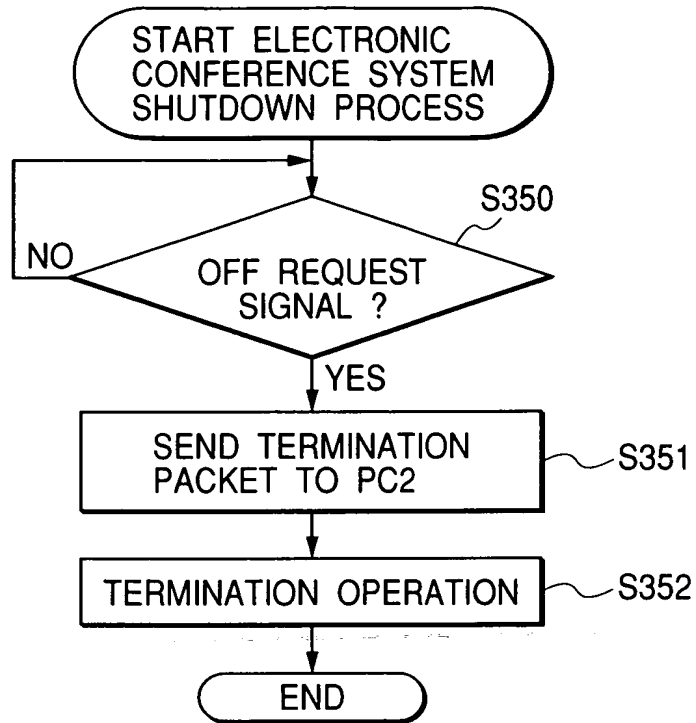 START ELECTRONIC
CONFERENCE SYSTEM
SHUTDOWN PROCESS
S350
NO
OFF REQUEST
SIGNAL ?
YES
SEND TERMINATION
PACKET TO PC2
S351
TERMINATION OPERATION
S352
END